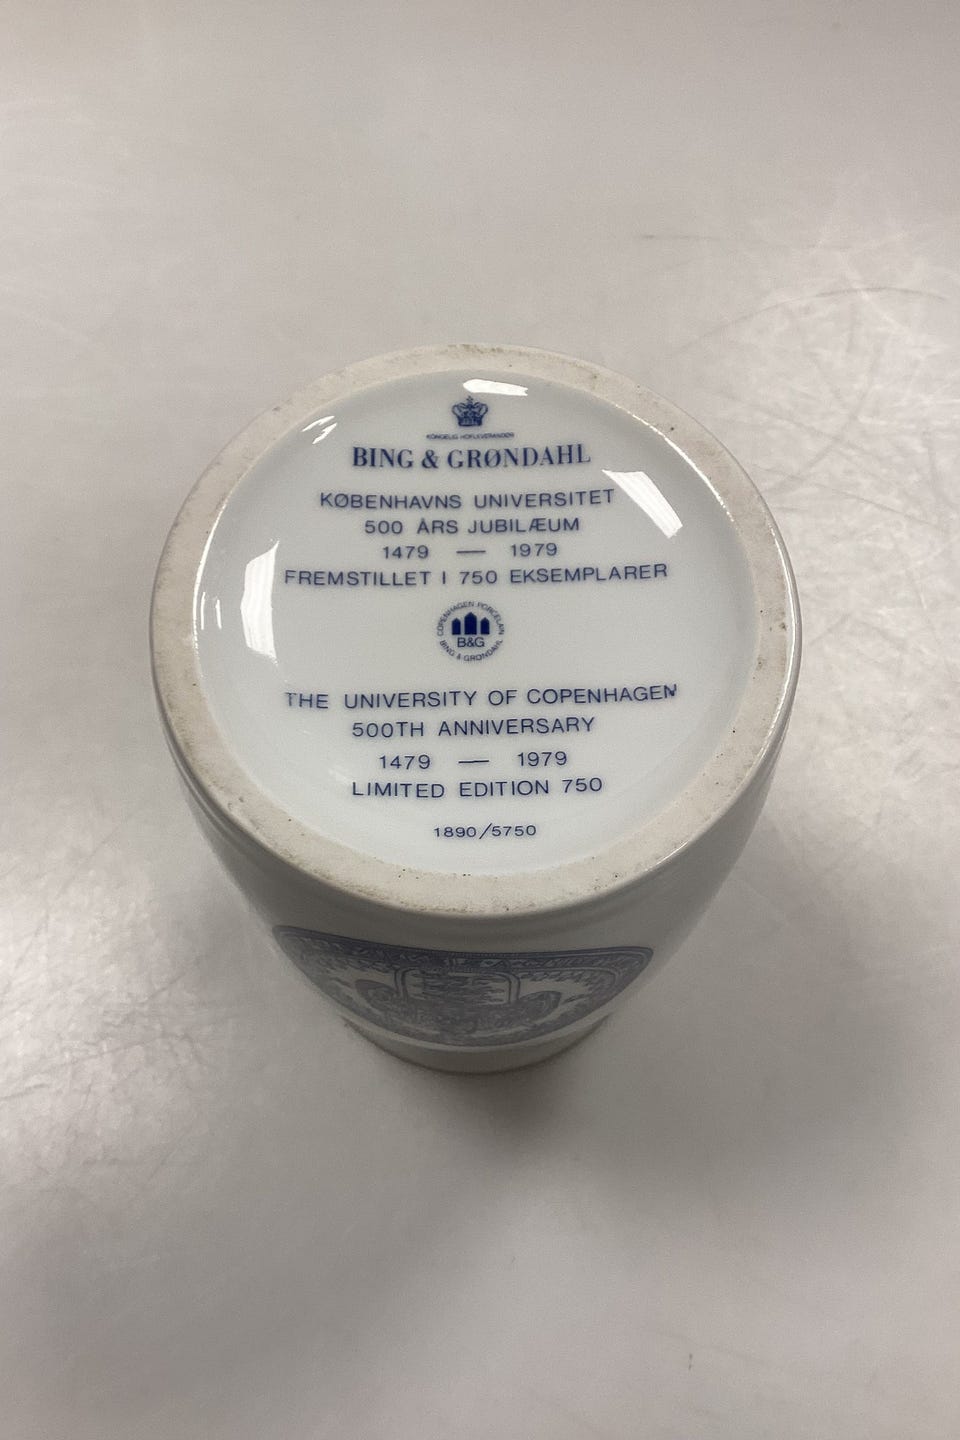 KONGELIG HOFLEVERANDØR
BING & GRØNDAHL
KØBENHAVNS UNIVERSITET
500 ÅRS JUBILÆUM
1479 — 1979
FREMSTILLET I 750 EKSEMPLARER
COPENHAGEN PORCELAIN
B&G
BING & GRØNDAHL
THE UNIVERSITY OF COPENHAGEN
500TH ANNIVERSARY
1479 — 1979
LIMITED EDITION 750
1890/5750